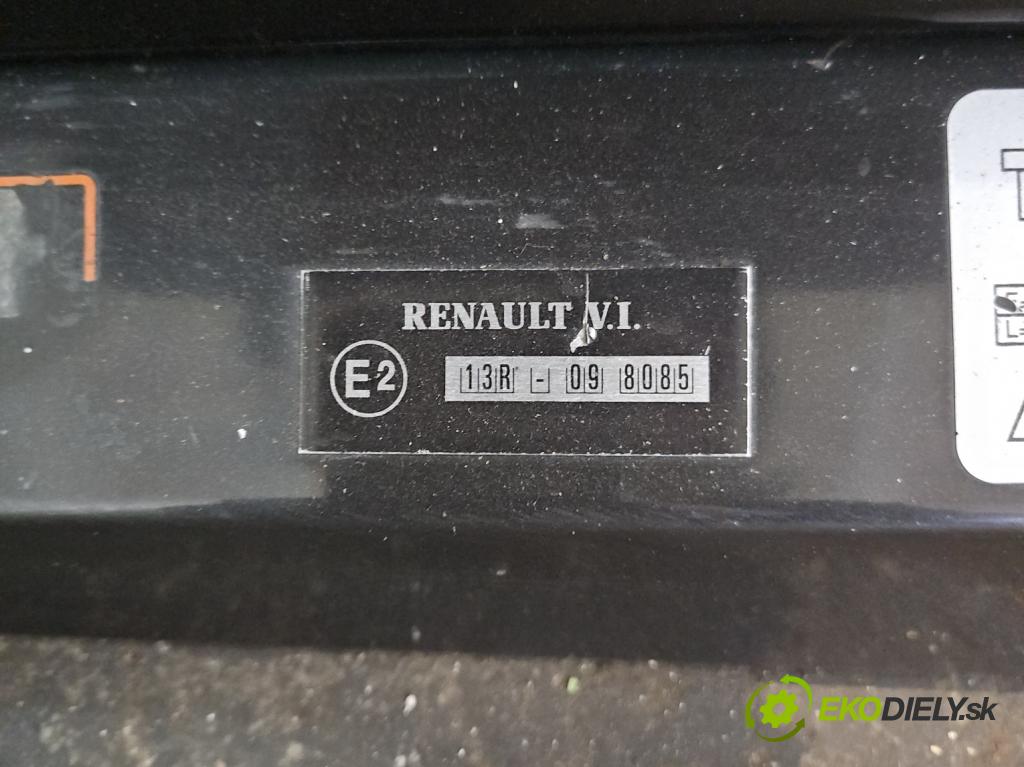 RENAULT V.I.
E2 13R - 09 8085
EKODIELY.sk